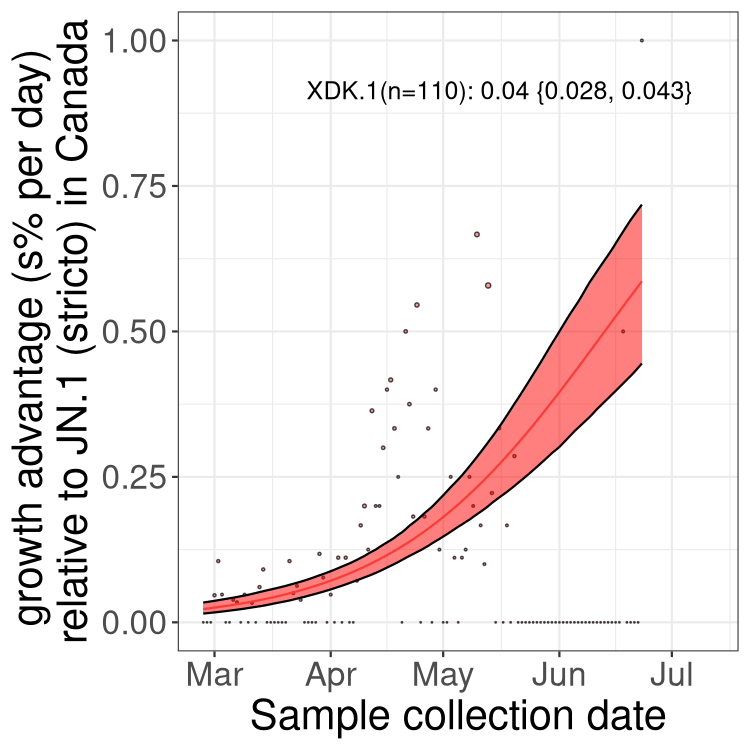 growth advantage (s% per day)
relative to JN.1 (stricto) in Canada
1.00
0.75
0.50
0.25
0.00
XDK.1(n=110): 0.04 {0.028, 0.043}
Mar
Apr
May
Jun
Jul
Sample collection date